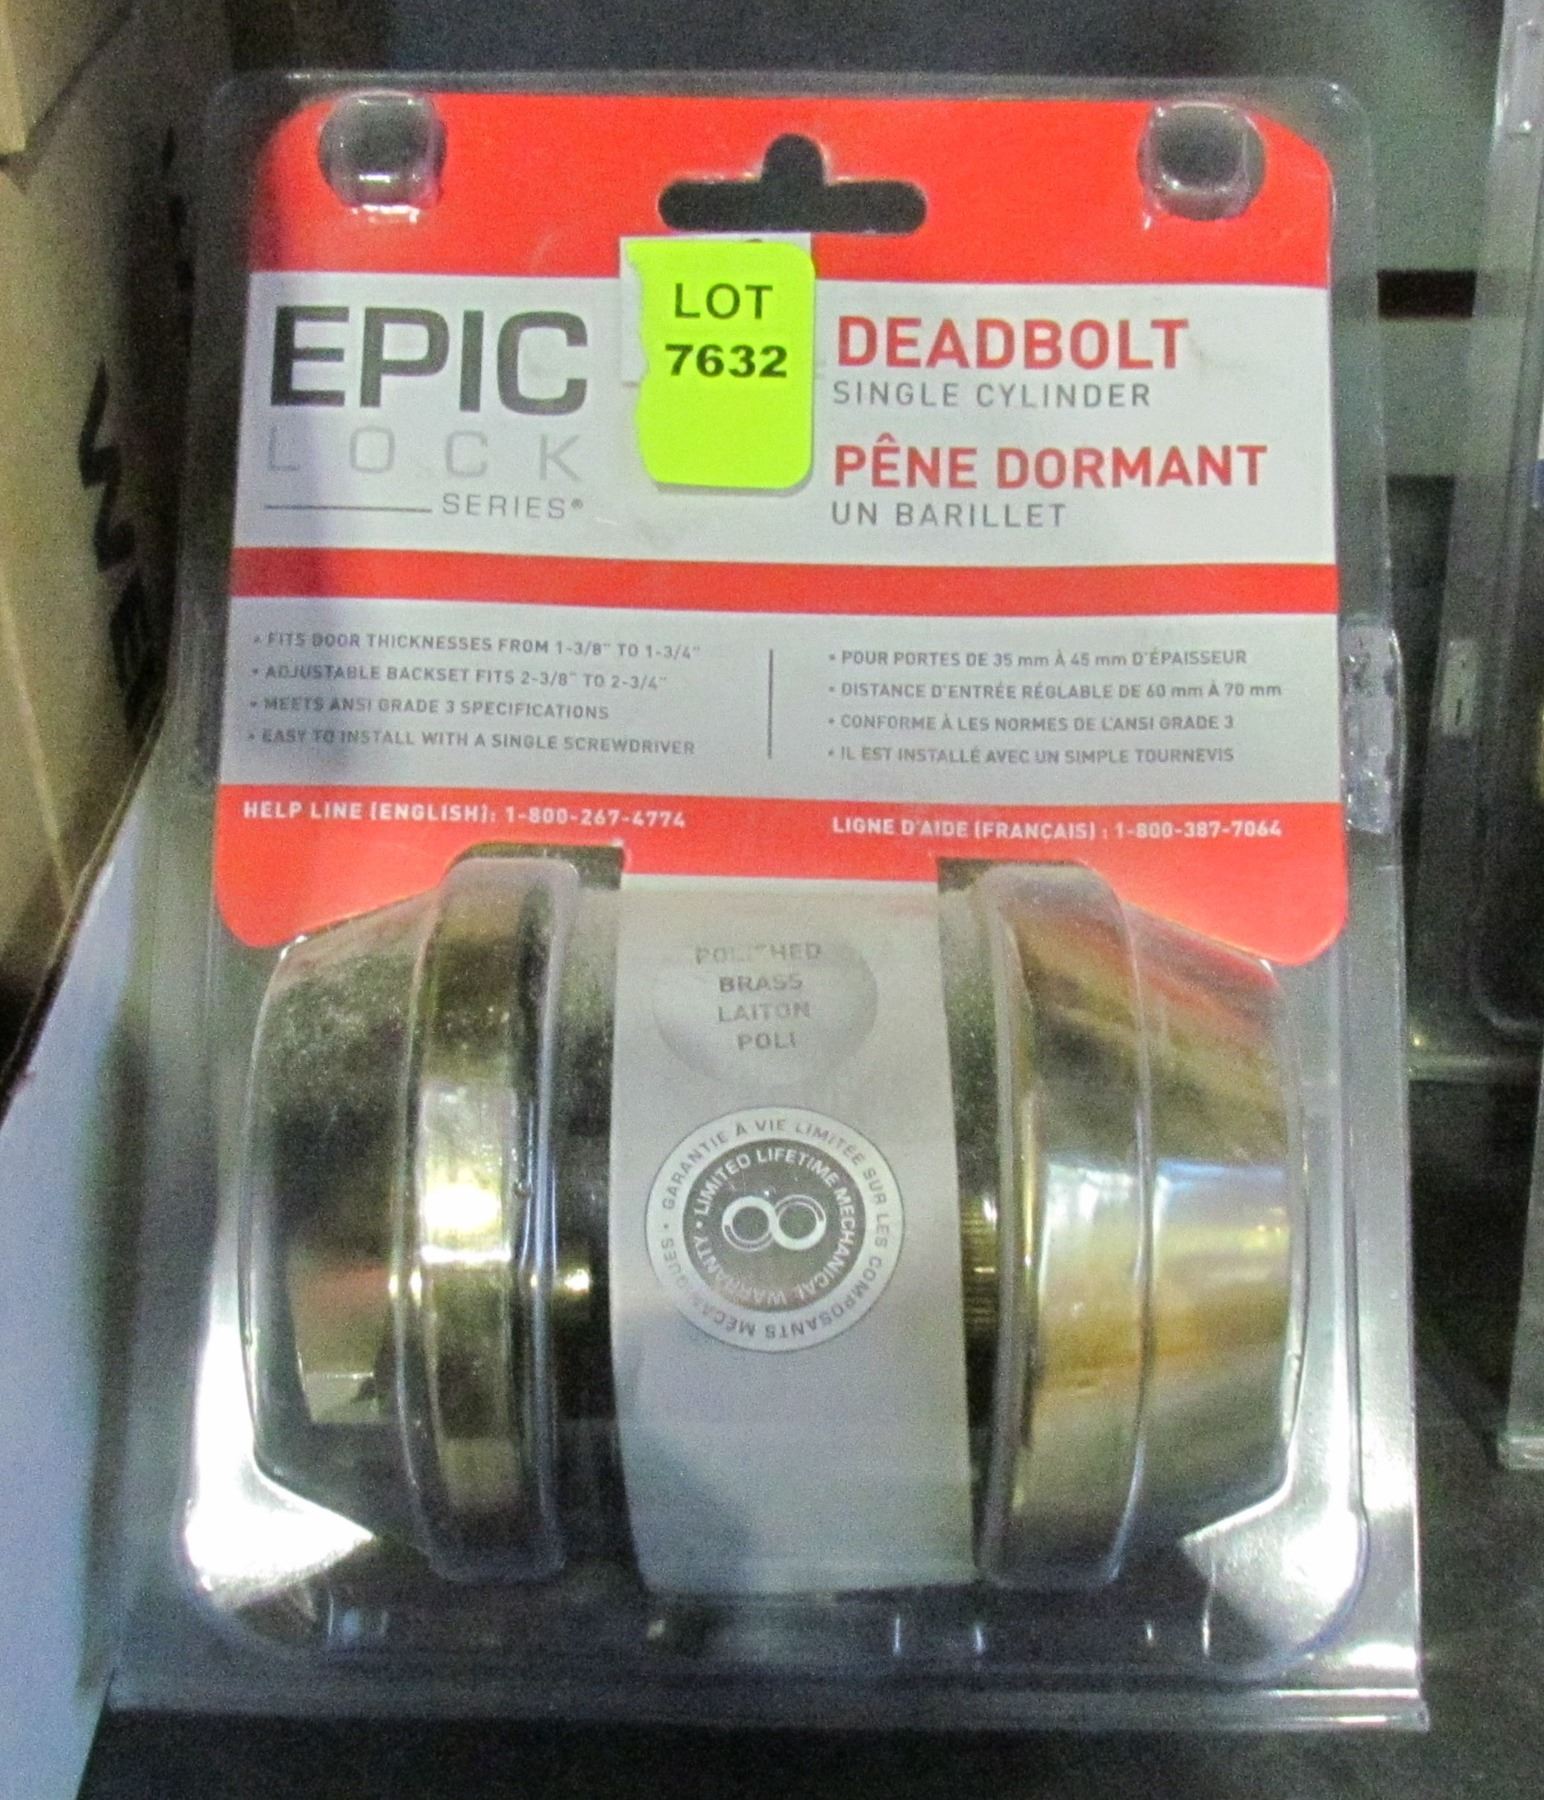 LOT
7632
EPIC
LOCK
SERIES®
DEADBOLT
SINGLE CYLINDER
PÊNE DORMANT
UN BARILLET
• FITS DOOR THICKNESSES FROM 1-3/8" TO 1-3/4"
• ADJUSTABLE BACKSET FITS 2-3/8" TO 2-3/4"
• MEETS ANSI GRADE 3 SPECIFICATIONS
• EASY TO INSTALL WITH A SINGLE SCREWDRIVER
• POUR PORTES DE 35 mm À 45 mm D'ÉPAISSEUR
• DISTANCE D'ENTRÉE RÉGLABLE DE 60 mm À 70 mm
• CONFORME À LES NORMES DE L'ANSI GRADE 3
• IL EST INSTALLÉ AVEC UN SIMPLE TOURNEVIS
HELP LINE (ENGLISH): 1-800-267-4774
LIGNE D'AIDE (FRANÇAIS) : 1-800-387-7064
POLISHED
BRASS
LAITON
POLI
GARANTIE À VIE LIMITÉE SUR LES COMPOSANTS MÉCANIQUES •
LIMITED LIFETIME MECHANICAL WARRANTY •